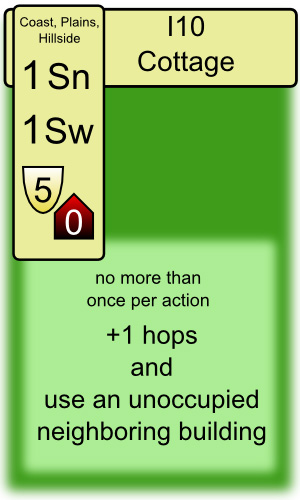 Coast, Plains,
Hillside
1 Sn
1 Sw
5
0
I10
Cottage
no more than
once per action
+1 hops
and
use an unoccupied
neighboring building